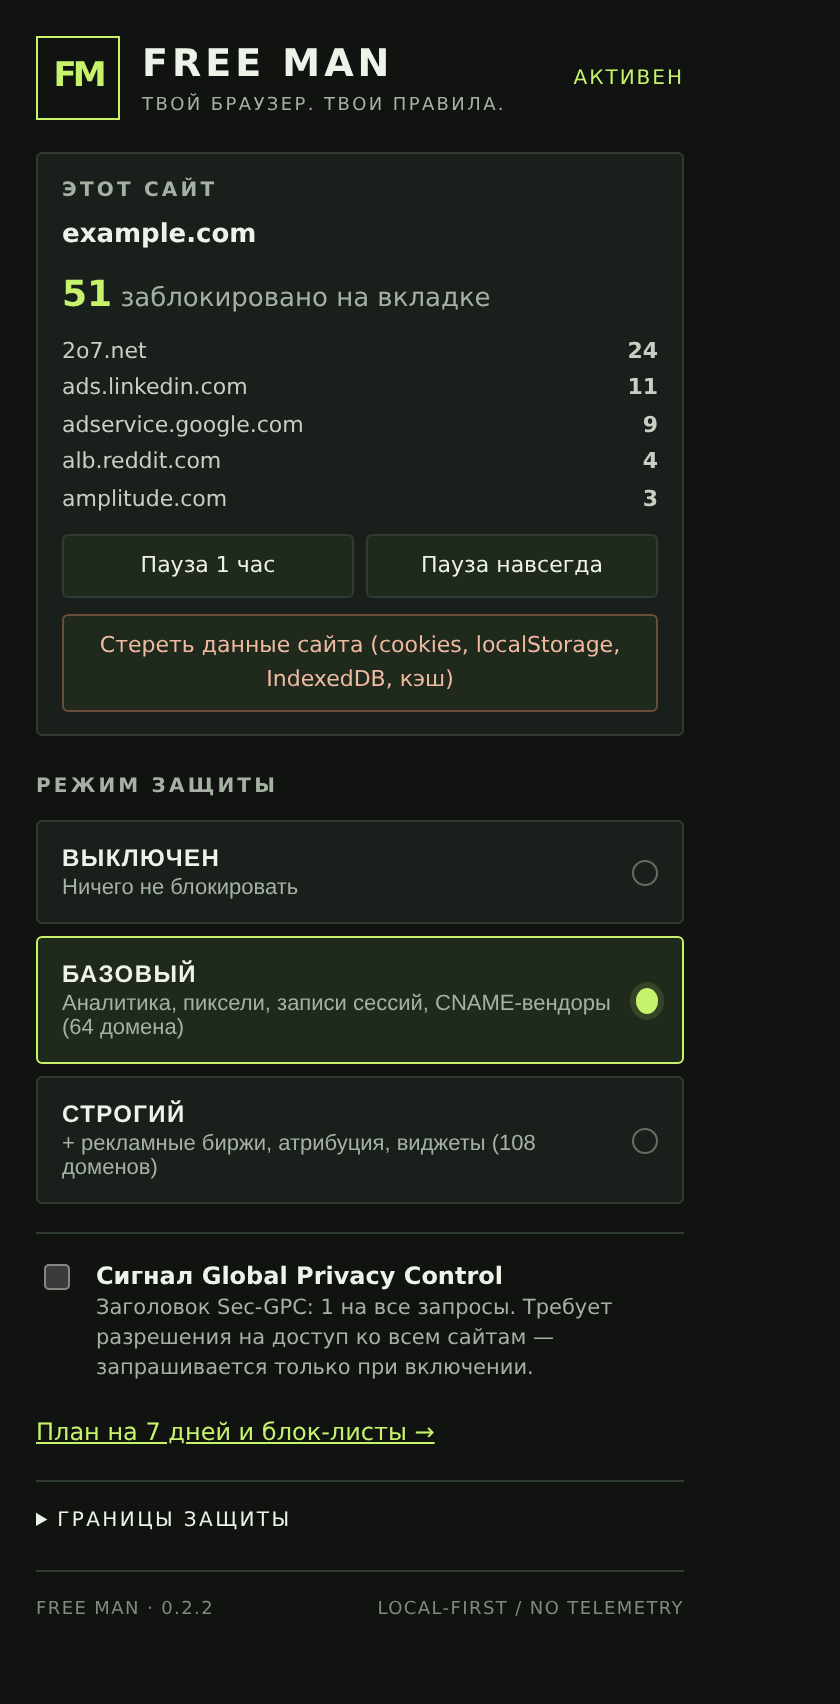 FM
FREE MAN
ТВОЙ БРАУЗЕР. ТВОИ ПРАВИЛА.
АКТИВЕН
ЭТОТ САЙТ
example.com
51 заблокировано на вкладке
2o7.net 24
ads.linkedin.com 11
adservice.google.com 9
alb.reddit.com 4
amplitude.com 3
Пауза 1 час
Пауза навсегда
Стереть данные сайта (cookies, localStorage,
IndexedDB, кэш)
РЕЖИМ ЗАЩИТЫ
ВЫКЛЮЧЕН
Ничего не блокировать
БАЗОВЫЙ
Аналитика, пиксели, записи сессий, CNAME-вендоры
(64 домена)
СТРОГИЙ
+ рекламные биржи, атрибуция, виджеты (108
доменов)
Сигнал Global Privacy Control
Заголовок Sec-GPC: 1 на все запросы. Требует
разрешения на доступ ко всем сайтам —
запрашивается только при включении.
План на 7 дней и блок-листы →
ГРАНИЦЫ ЗАЩИТЫ
FREE MAN · 0.2.2
LOCAL-FIRST / NO TELEMETRY